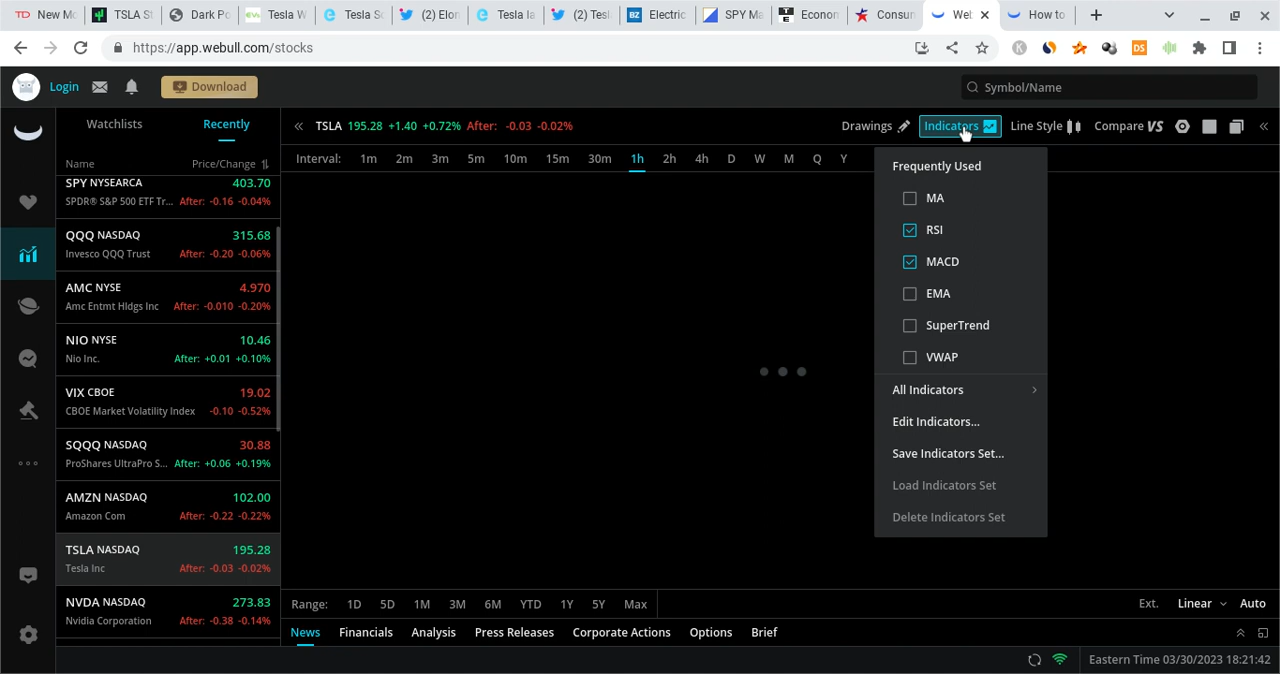 New Mo
TSLA St
Dark Po
Tesla W
Tesla So
(2) Elon
Tesla Ia
(2) Tesl
Electric
SPY Ma
Econon
Consun
Web
How to
https://app.webull.com/stocks
Login
Download
Symbol/Name
Watchlists
Recently
TSLA 195.28 +1.40 +0.72% After: -0.03 -0.02%
Drawings
Indicators
Line Style
Compare VS
Name
Price/Change
Interval:
1m
2m
3m
5m
10m
15m
30m
1h
2h
4h
D
W
M
Q
Y
SPY NYSEARCA
403.70
SPDR® S&P 500 ETF Tr...
After: -0.16 -0.04%
QQQ NASDAQ
315.68
Invesco QQQ Trust
After: -0.20 -0.06%
AMC NYSE
4.970
Amc Entmt Hldgs Inc
After: -0.010 -0.20%
NIO NYSE
10.46
Nio Inc.
After: +0.01 +0.10%
VIX CBOE
19.02
CBOE Market Volatility Index
-0.10 -0.52%
SQQQ NASDAQ
30.88
ProShares UltraPro S...
After: +0.06 +0.19%
AMZN NASDAQ
102.00
Amazon Com
After: -0.22 -0.22%
TSLA NASDAQ
195.28
Tesla Inc
After: -0.03 -0.02%
NVDA NASDAQ
273.83
Nvidia Corporation
After: -0.38 -0.14%
Frequently Used
MA
RSI
MACD
EMA
SuperTrend
VWAP
All Indicators
Edit Indicators...
Save Indicators Set...
Load Indicators Set
Delete Indicators Set
Range:
1D
5D
1M
3M
6M
YTD
1Y
5Y
Max
Ext.
Linear
Auto
News
Financials
Analysis
Press Releases
Corporate Actions
Options
Brief
Eastern Time 03/30/2023 18:21:42